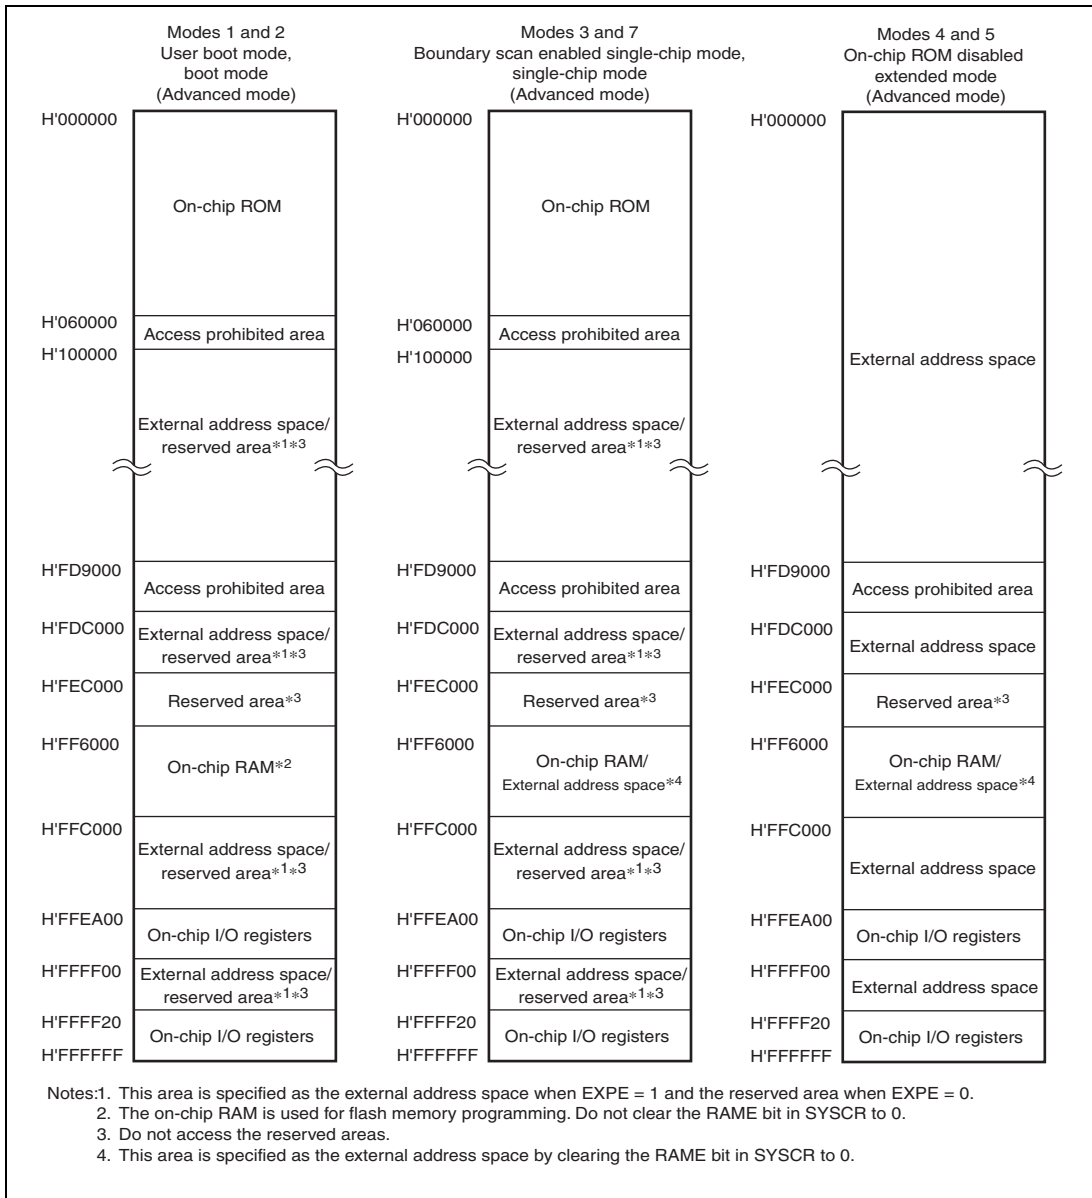 Modes 1 and 2
User boot mode,
boot mode
(Advanced mode)
H'000000
On-chip ROM
H'060000
Access prohibited area
H'100000
External address space/
reserved area*1*3
H'FD9000
Access prohibited area
H'FDC000
External address space/
reserved area*1*3
H'FEC000
Reserved area*3
H'FF6000
On-chip RAM*2
H'FFC000
External address space/
reserved area*1*3
H'FFEA00
On-chip I/O registers
H'FFFF00
External address space/
reserved area*1*3
H'FFFF20
On-chip I/O registers
H'FFFFFF
Modes 3 and 7
Boundary scan enabled single-chip mode,
single-chip mode
(Advanced mode)
H'000000
On-chip ROM
H'060000
Access prohibited area
H'100000
External address space/
reserved area*1*3
H'FD9000
Access prohibited area
H'FDC000
External address space/
reserved area*1*3
H'FEC000
Reserved area*3
H'FF6000
On-chip RAM/
External address space*4
H'FFC000
External address space/
reserved area*1*3
H'FFEA00
On-chip I/O registers
H'FFFF00
External address space/
reserved area*1*3
H'FFFF20
On-chip I/O registers
H'FFFFFF
Modes 4 and 5
On-chip ROM disabled
extended mode
(Advanced mode)
H'000000
External address space
H'FD9000
Access prohibited area
H'FDC000
External address space
H'FEC000
Reserved area*3
H'FF6000
On-chip RAM/
External address space*4
H'FFC000
External address space
H'FFEA00
On-chip I/O registers
H'FFFF00
External address space
H'FFFF20
On-chip I/O registers
H'FFFFFF
Notes:1. This area is specified as the external address space when EXPE = 1 and the reserved area when EXPE = 0.
2. The on-chip RAM is used for flash memory programming. Do not clear the RAME bit in SYSCR to 0.
3. Do not access the reserved areas.
4. This area is specified as the external address space by clearing the RAME bit in SYSCR to 0.